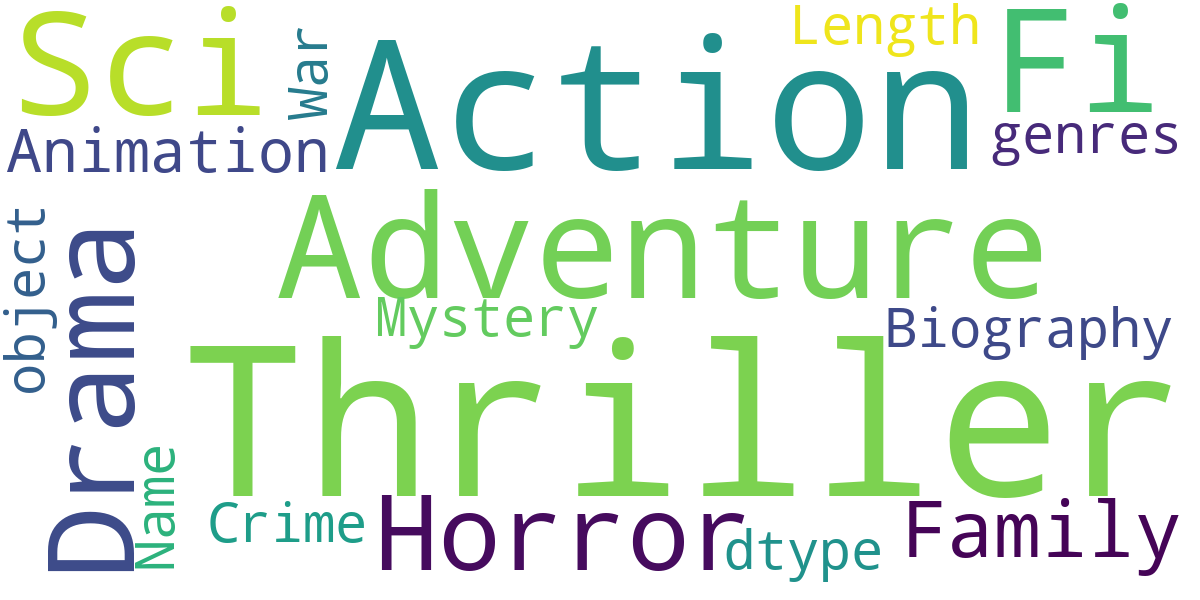 Sci
War
Action
Length
Fi
Animation
genres
object
Drama
Adventure
Mystery
Biography
Thriller
Name
Crime
Horror
dtype
Family